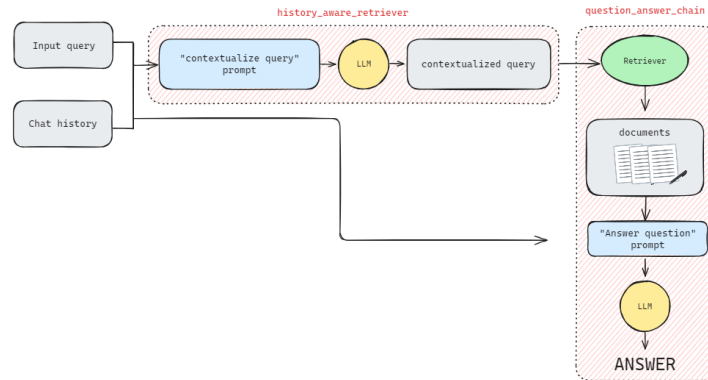 history_aware_retriever
question_answer_chain
Input query
"contextualize query"
prompt
LLM
contextualized query
Retriever
Chat history
documents
"Answer question"
prompt
LLM
ANSWER